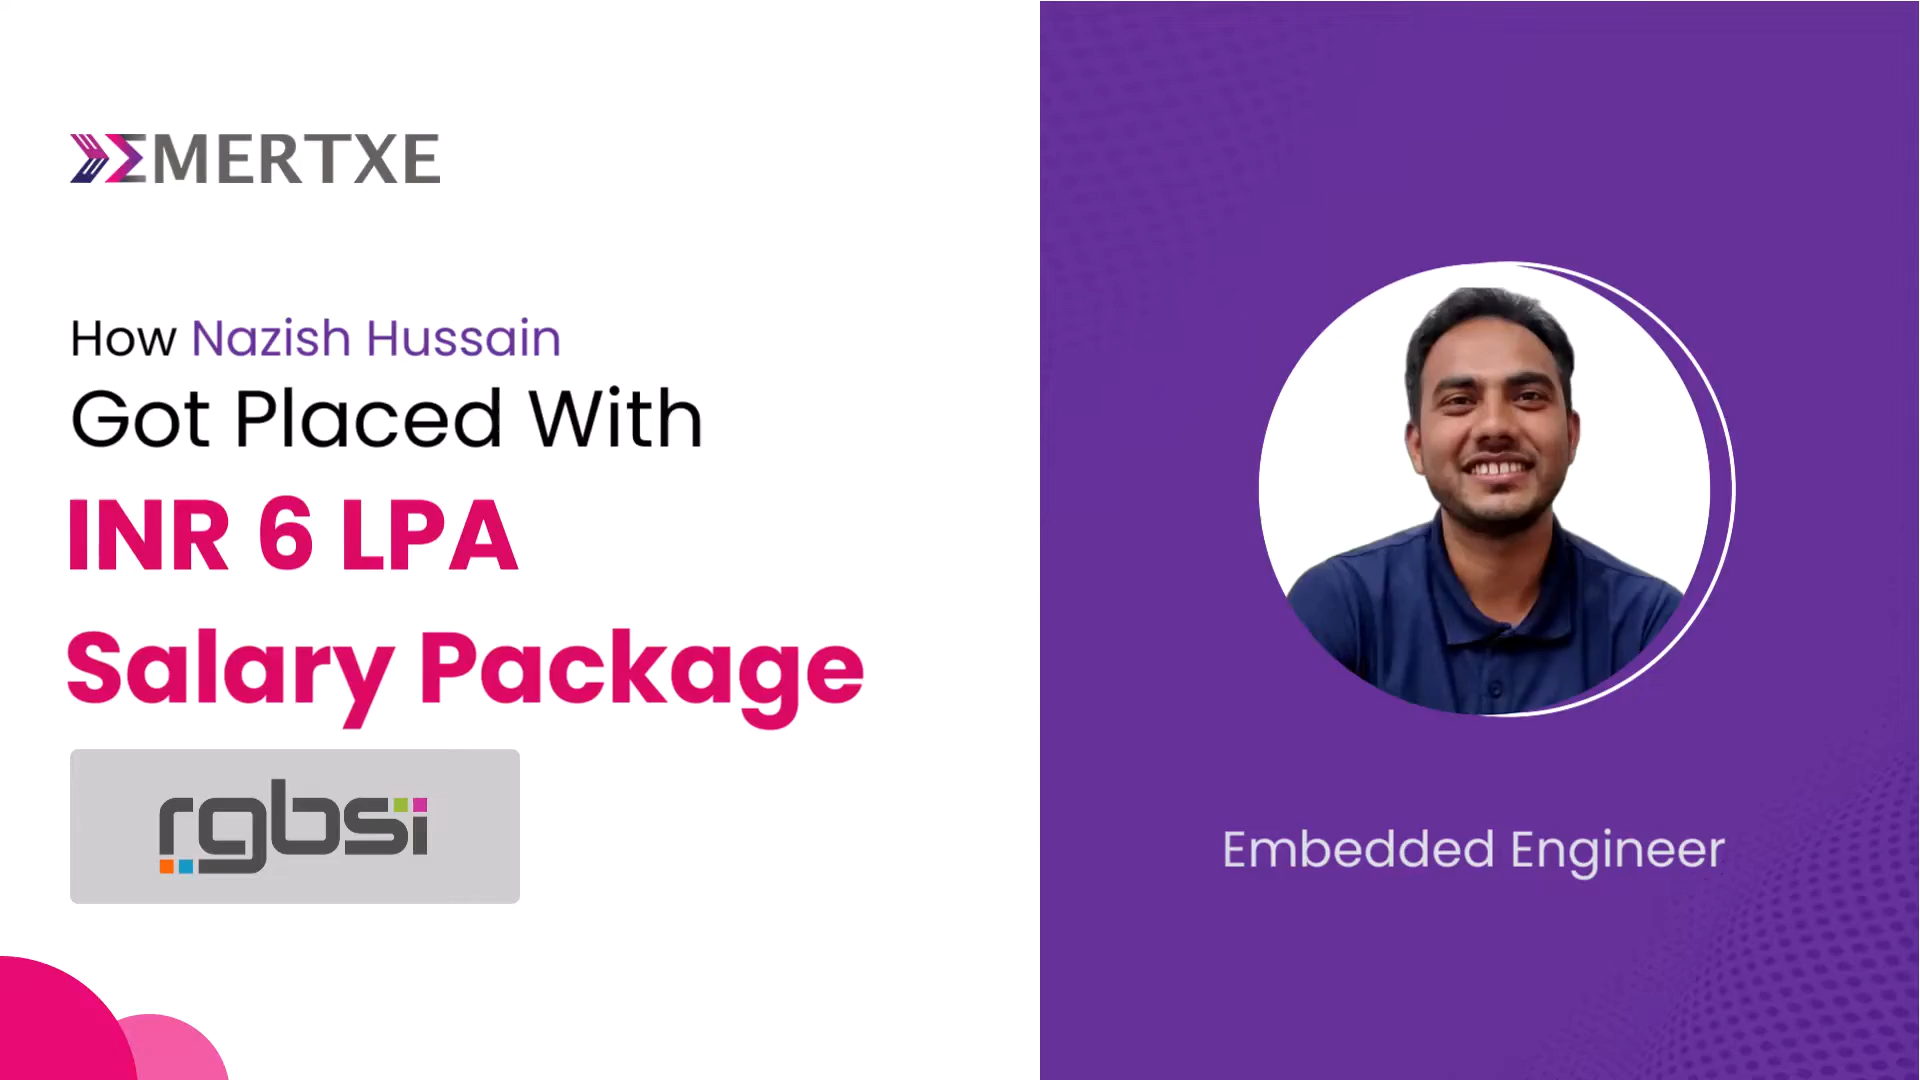 EMERTXE
How Nazish Hussain
Got Placed With
INR 6 LPA
Salary Package
rgbsi
Embedded Engineer